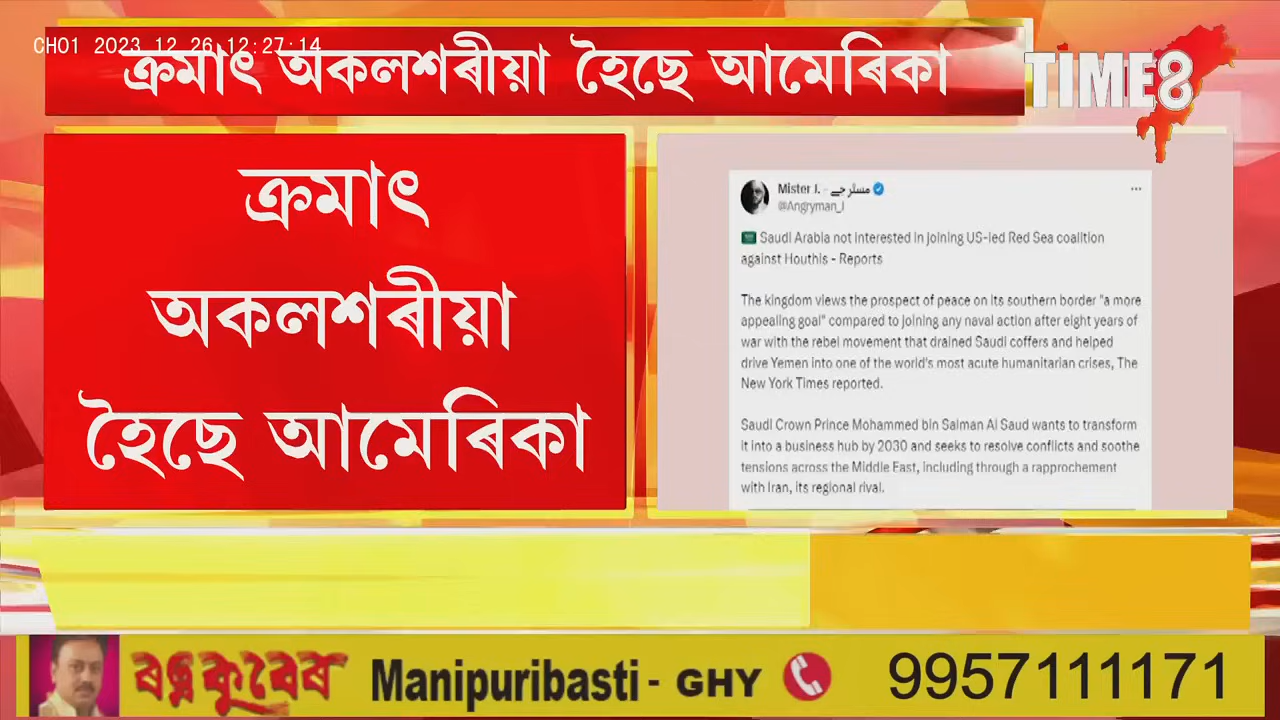 CH01 2023 12 26 12:27:14
ক্ৰমাৎ অকলশৰীয়া হৈছে আমেৰিকা
TIME8
ক্ৰমাৎ
অকলশৰীয়া
হৈছে আমেৰিকা
Mister J. - مسٹر جے
@Angryman_J
Saudi Arabia not interested in joining US-led Red Sea coalition
against Houthis - Reports
The kingdom views the prospect of peace on its southern border "a more
appealing goal" compared to joining any naval action after eight years of
war with the rebel movement that drained Saudi coffers and helped
drive Yemen into one of the world's most acute humanitarian crises, The
New York Times reported.
Saudi Crown Prince Mohammed bin Salman Al Saud wants to transform
it into a business hub by 2030 and seeks to resolve conflicts and soothe
tensions across the Middle East, including through a rapprochement
with Iran, its regional rival.
ৰত্ন কুবেৰ Manipuribasti - GHY 9957111171